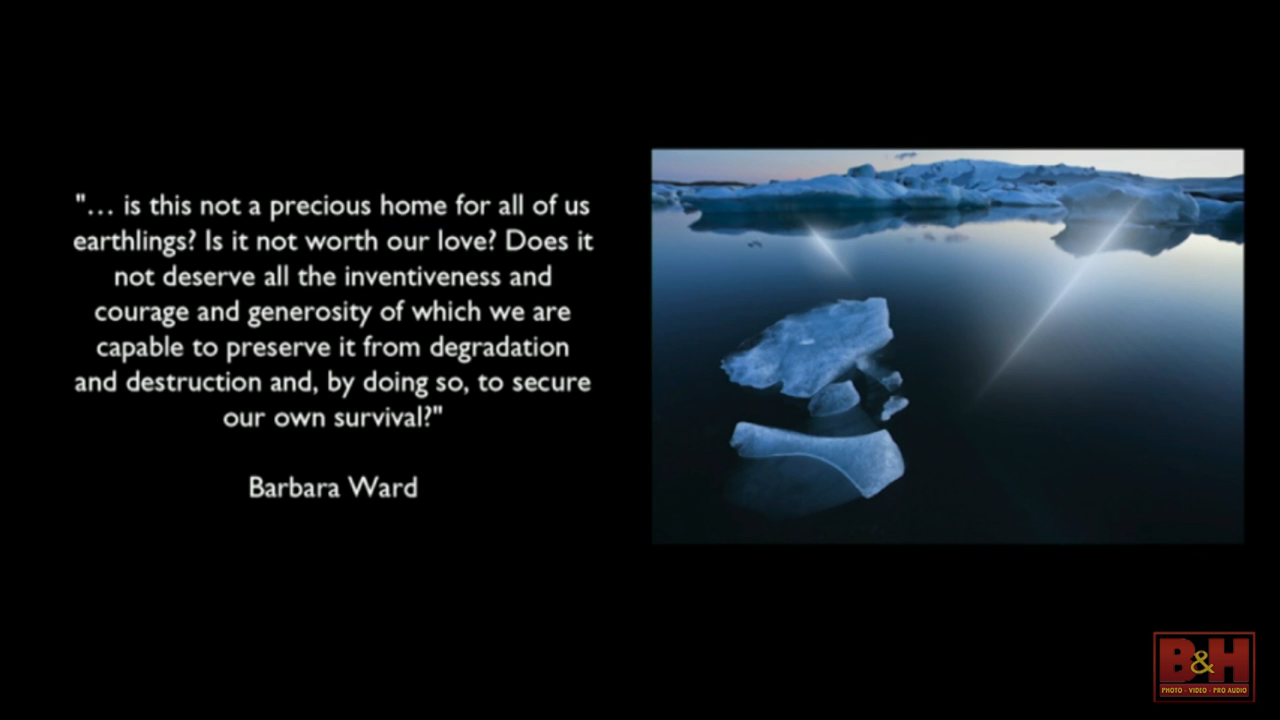 "... is this not a precious home for all of us
earthlings? Is it not worth our love? Does it
not deserve all the inventiveness and
courage and generosity of which we are
capable to preserve it from degradation
and destruction and, by doing so, to secure
our own survival?"
Barbara Ward
B&H
PHOTO - VIDEO - PRO AUDIO